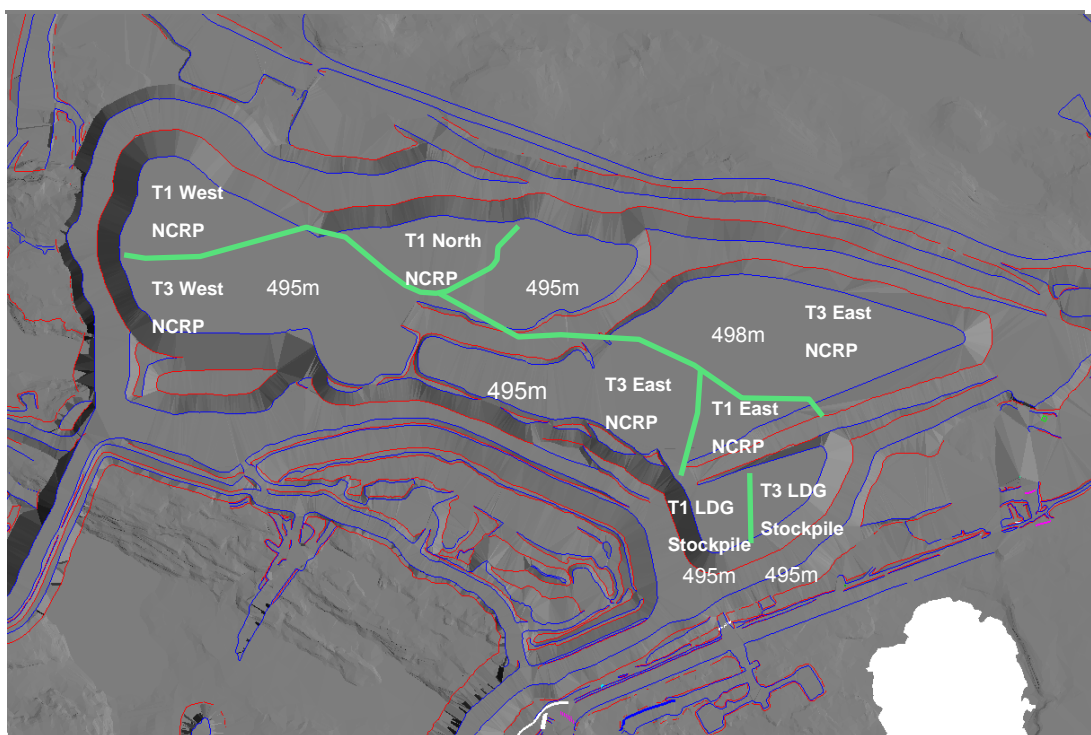 T1 West
NCRP
T3 West
NCRP
495m
T1 North
NCRP
495m
498m
T3 East
NCRP
495m
T3 East
NCRP
T1 East
NCRP
T1 LDG
Stockpile
495m
T3 LDG
Stockpile
495m